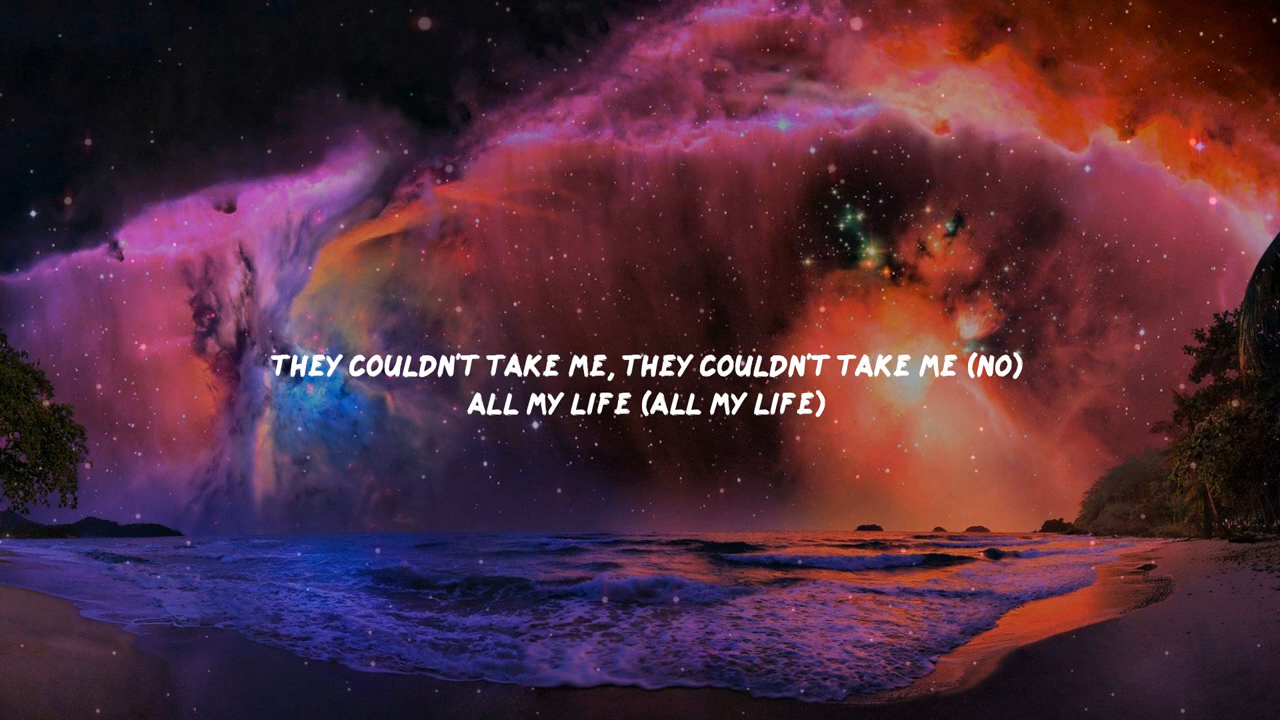 THEY COULDN'T TAKE ME, THEY COULDN'T TAKE ME (NO)
ALL MY LIFE (ALL MY LIFE)